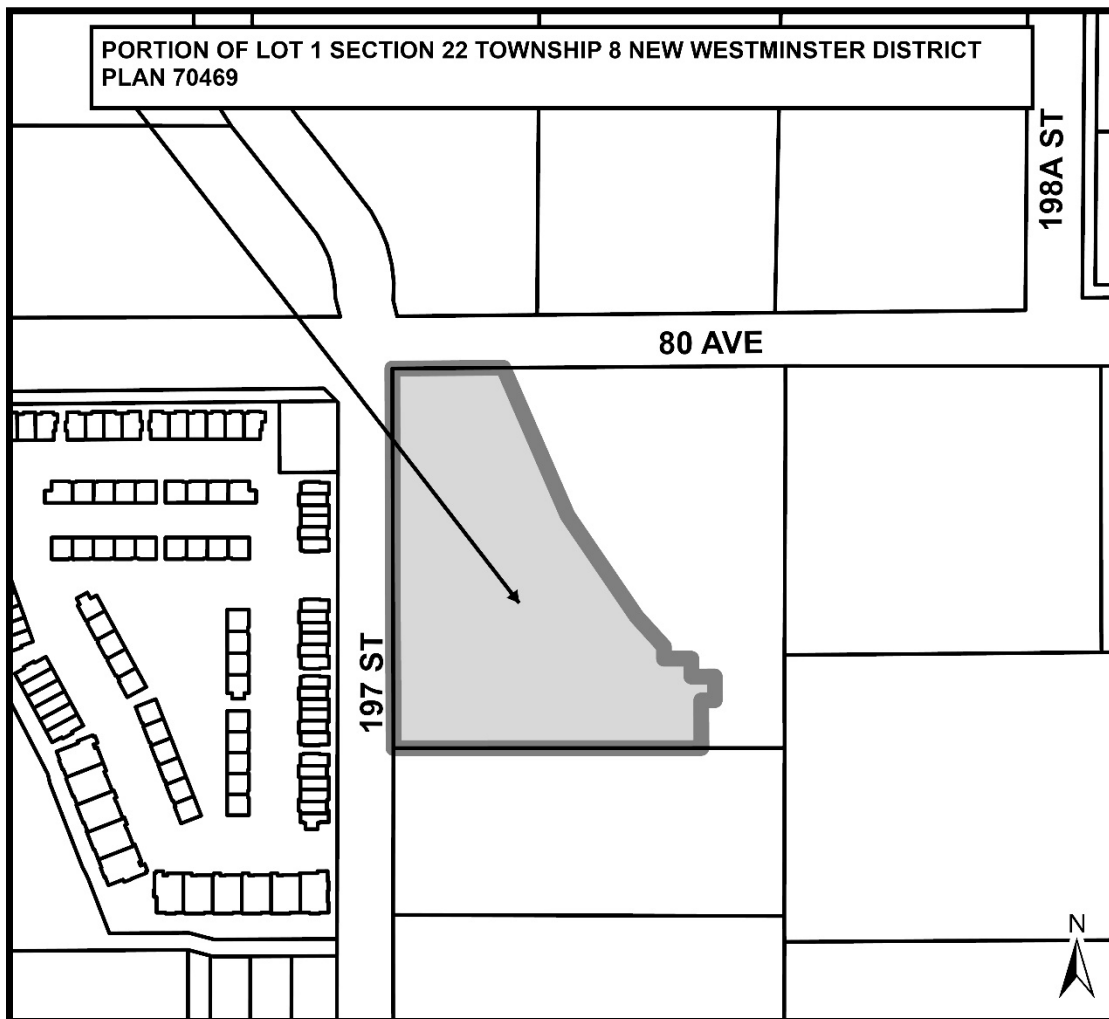 PORTION OF LOT 1 SECTION 22 TOWNSHIP 8 NEW WESTMINSTER DISTRICT
PLAN 70469
198A ST
80 AVE
197 ST
N